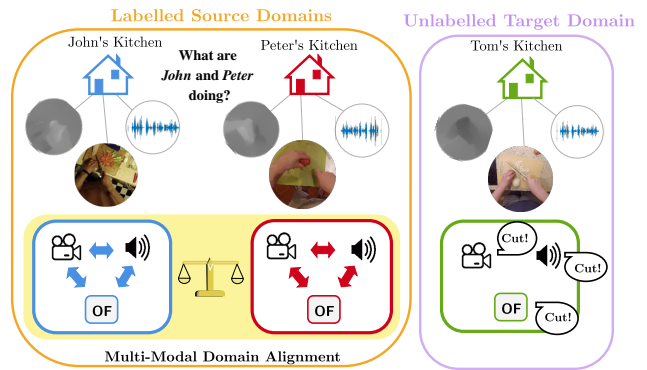 Labelled Source Domains
Unlabelled Target Domain
John's Kitchen
What are
John and Peter
doing?
Peter's Kitchen
Tom's Kitchen
OF
OF
Cut!
Cut!
OF
Cut!
Multi-Modal Domain Alignment